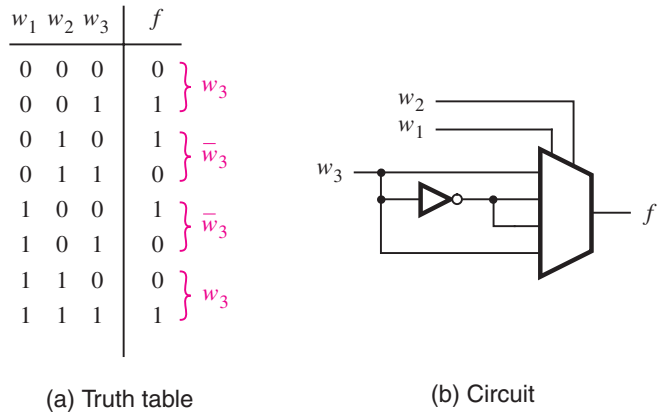 w₁ w₂ w₃ f
0 0 0 0
0 0 1 1
w₃
0 1 0 1
0 1 1 0
w̅₃
1 0 0 1
1 0 1 0
w̅₃
1 1 0 0
1 1 1 1
w₃
(a) Truth table
w₂
w₁
w₃
f
(b) Circuit